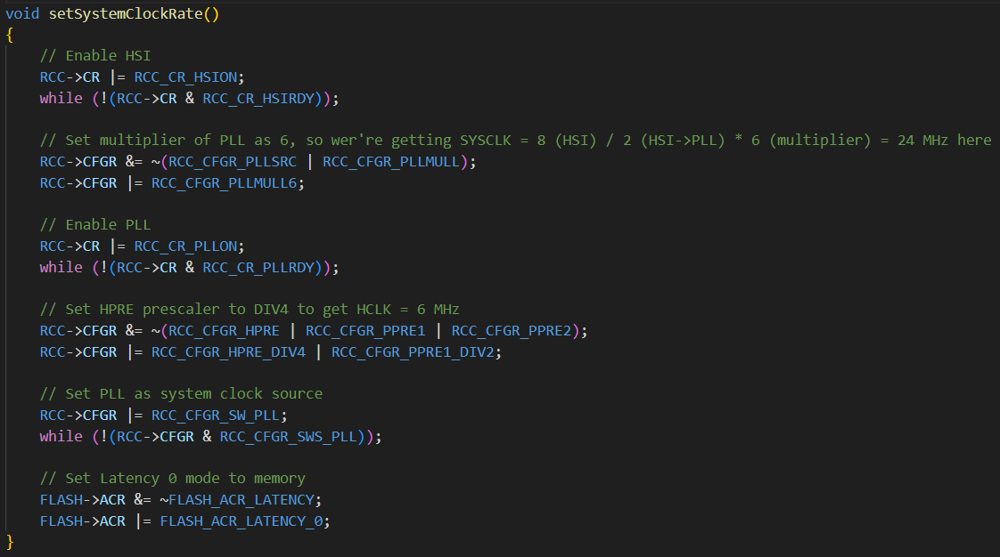 void setSystemClockRate()
{
// Enable HSI
RCC->CR |= RCC_CR_HSION;
while (!(RCC->CR & RCC_CR_HSIRDY));
// Set multiplier of PLL as 6, so wer're getting SYSCLK = 8 (HSI) / 2 (HSI->PLL) * 6 (multiplier) = 24 MHz here
RCC->CFGR &= ~(RCC_CFGR_PLLSRC | RCC_CFGR_PLLMULL);
RCC->CFGR |= RCC_CFGR_PLLMULL6;
// Enable PLL
RCC->CR |= RCC_CR_PLLON;
while (!(RCC->CR & RCC_CR_PLLRDY));
// Set HPRE prescaler to DIV4 to get HCLK = 6 MHz
RCC->CFGR &= ~(RCC_CFGR_HPRE | RCC_CFGR_PPRE1 | RCC_CFGR_PPRE2);
RCC->CFGR |= RCC_CFGR_HPRE_DIV4 | RCC_CFGR_PPRE1_DIV2;
// Set PLL as system clock source
RCC->CFGR |= RCC_CFGR_SW_PLL;
while (!(RCC->CFGR & RCC_CFGR_SWS_PLL));
// Set Latency 0 mode to memory
FLASH->ACR &= ~FLASH_ACR_LATENCY;
FLASH->ACR |= FLASH_ACR_LATENCY_0;
}